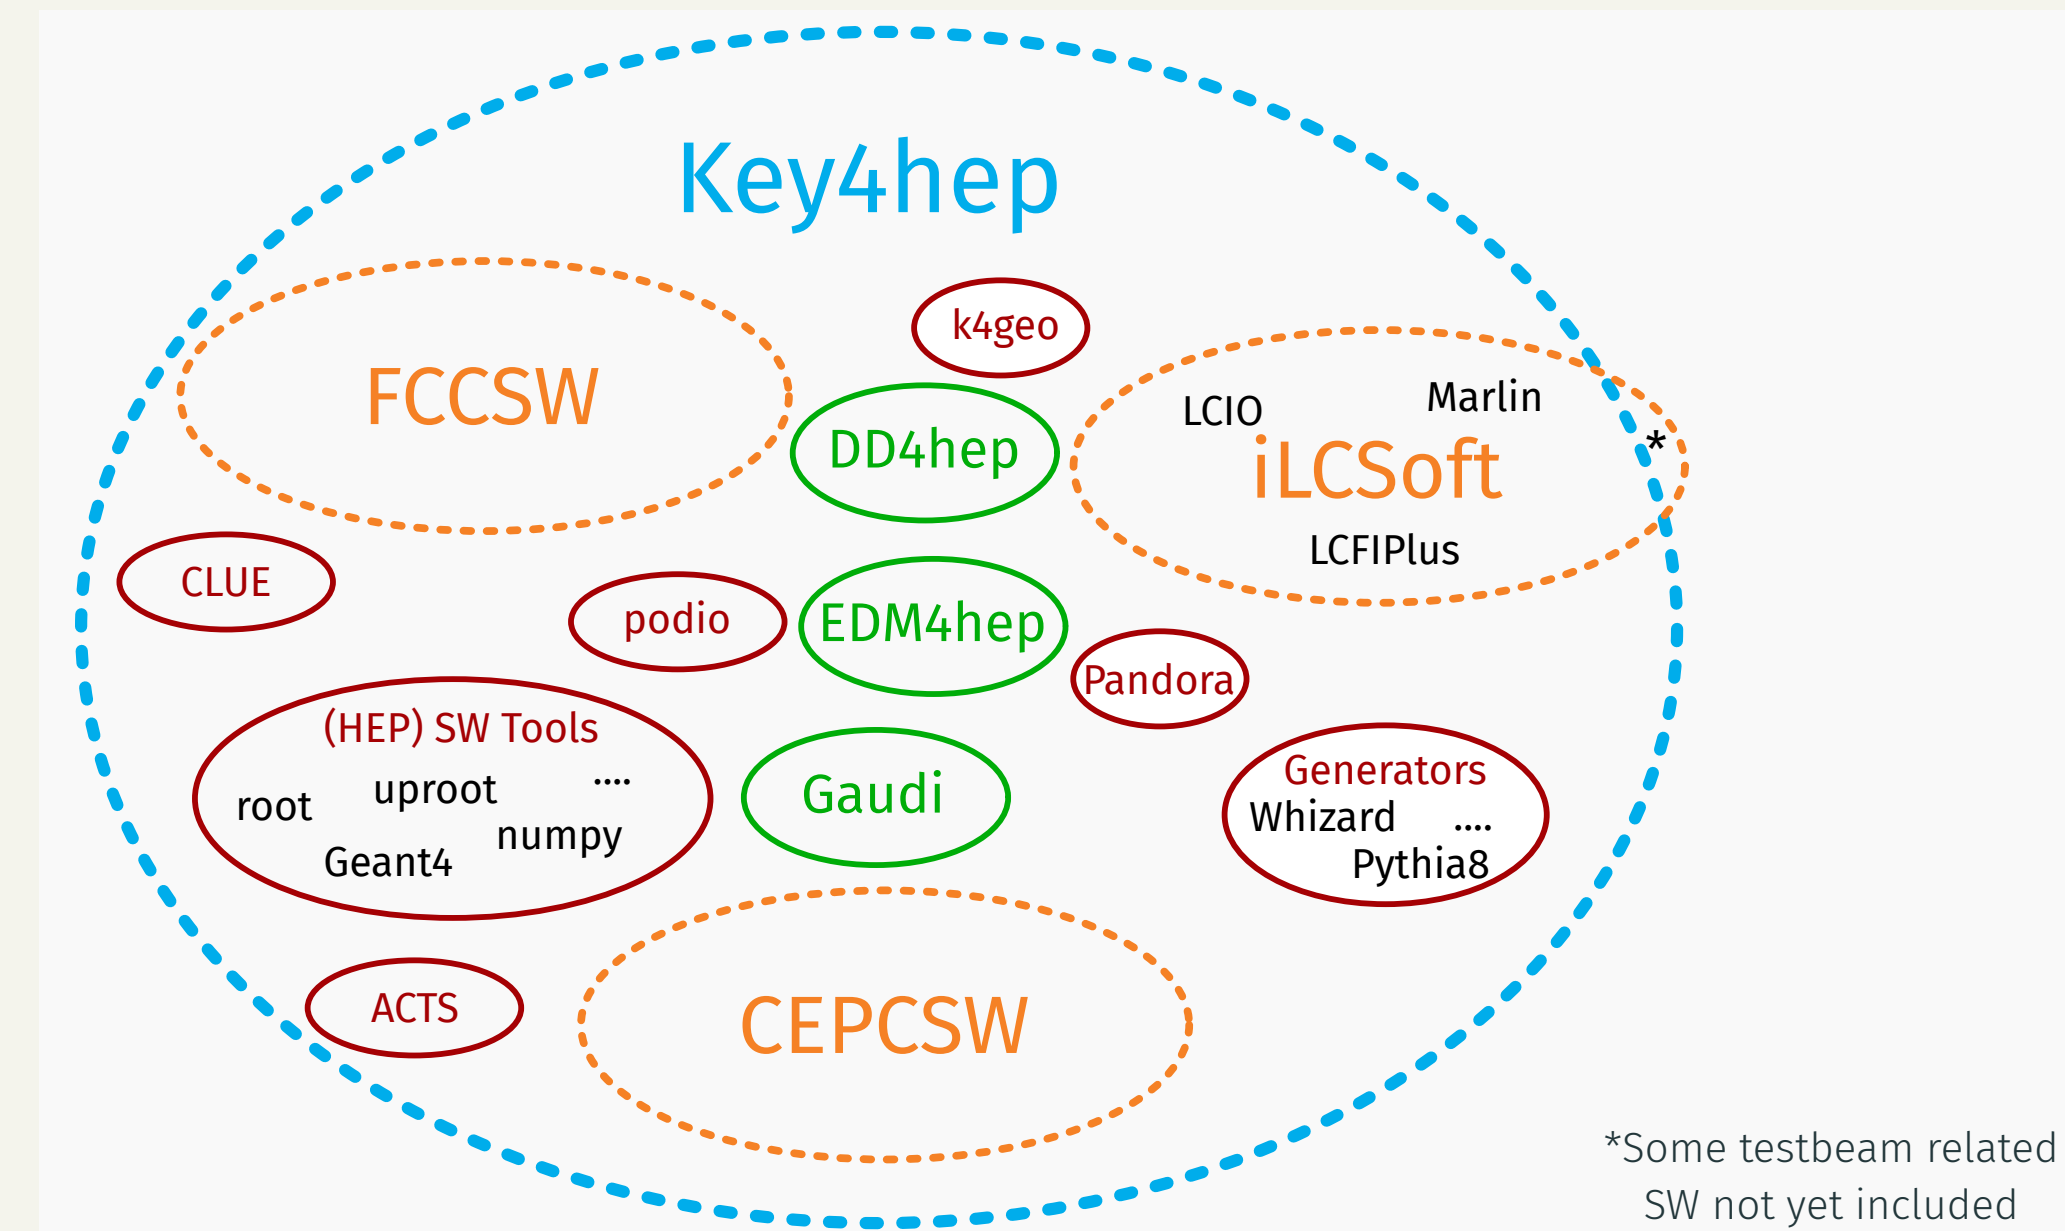 Key4hep
k4geo
FCCSW
DD4hep
LCIO
Marlin
*
iLCSoft
LCFIPlus
CLUE
podio
EDM4hep
Pandora
(HEP) SW Tools
root
uproot
....
numpy
Geant4
Gaudi
Generators
Whizard
....
Pythia8
ACTS
CEPCSW
*Some testbeam related
SW not yet included